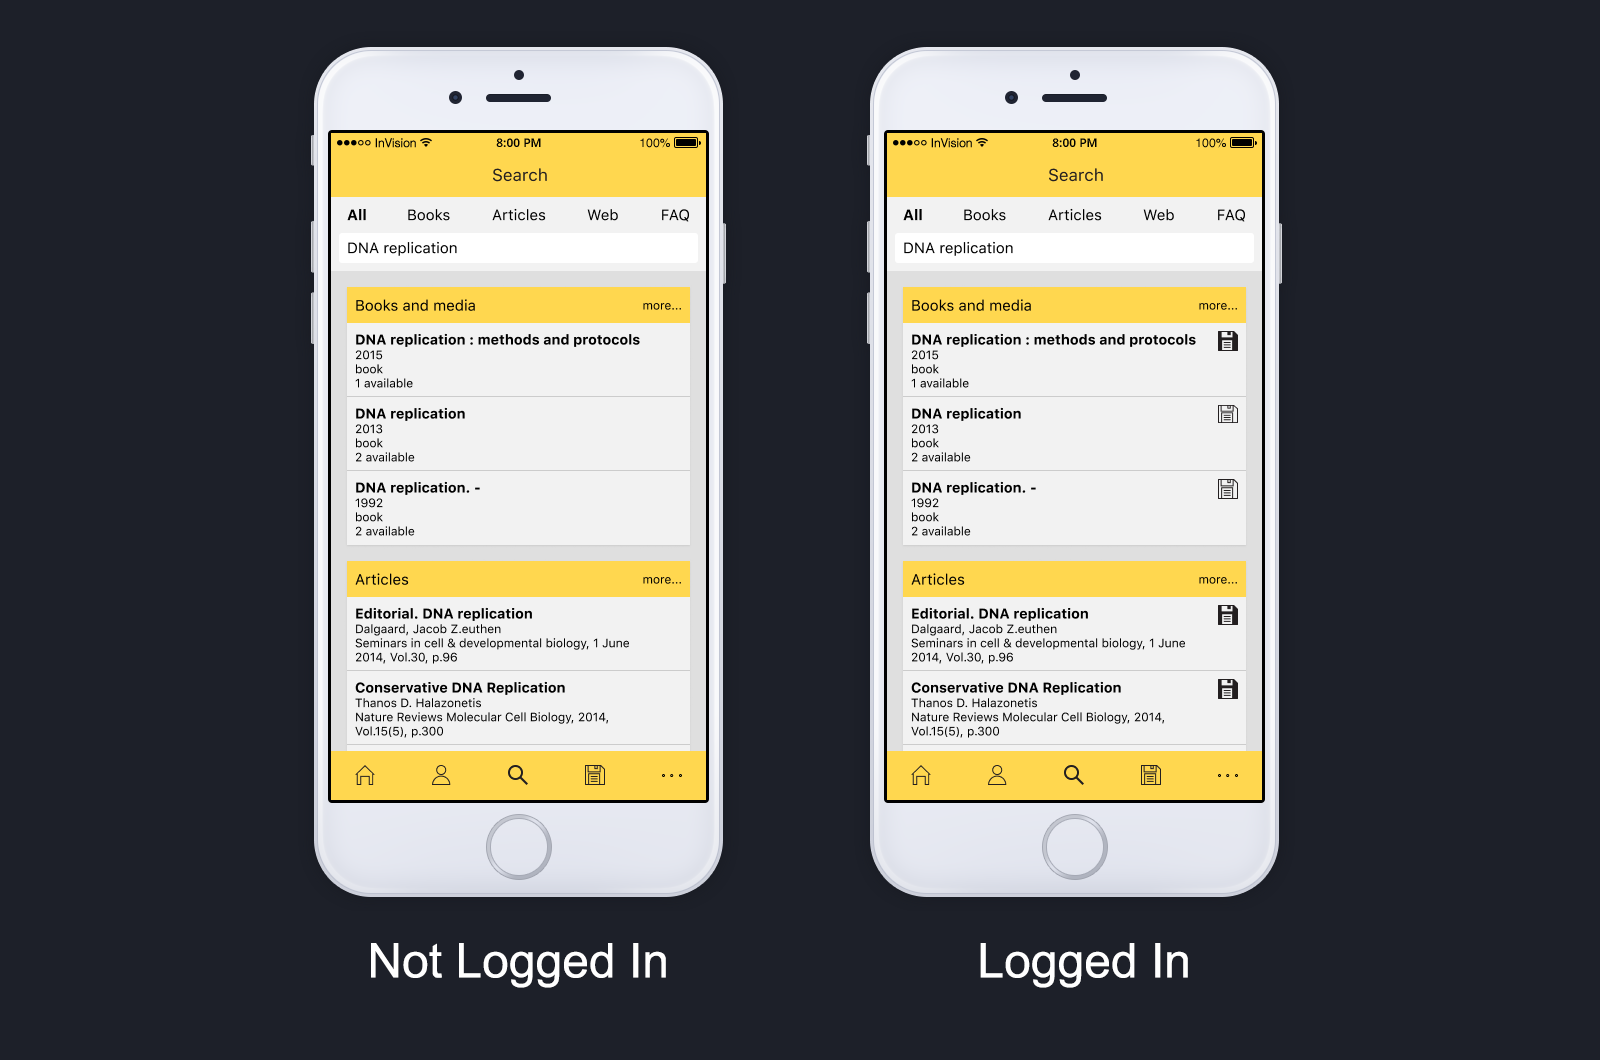 InVision 8:00 PM 100%
Search
All Books Articles Web FAQ
DNA replication
Books and media more...
DNA replication : methods and protocols
2015
book
1 available
DNA replication
2013
book
2 available
DNA replication. -
1992
book
2 available
Articles more...
Editorial. DNA replication
Dalgaard, Jacob Z.euthen
Seminars in cell & developmental biology, 1 June
2014, Vol.30, p.96
Conservative DNA Replication
Thanos D. Halazonetis
Nature Reviews Molecular Cell Biology, 2014,
Vol.15(5), p.300
Not Logged In
InVision 8:00 PM 100%
Search
All Books Articles Web FAQ
DNA replication
Books and media more...
DNA replication : methods and protocols
2015
book
1 available
DNA replication
2013
book
2 available
DNA replication. -
1992
book
2 available
Articles more...
Editorial. DNA replication
Dalgaard, Jacob Z.euthen
Seminars in cell & developmental biology, 1 June
2014, Vol.30, p.96
Conservative DNA Replication
Thanos D. Halazonetis
Nature Reviews Molecular Cell Biology, 2014,
Vol.15(5), p.300
Logged In